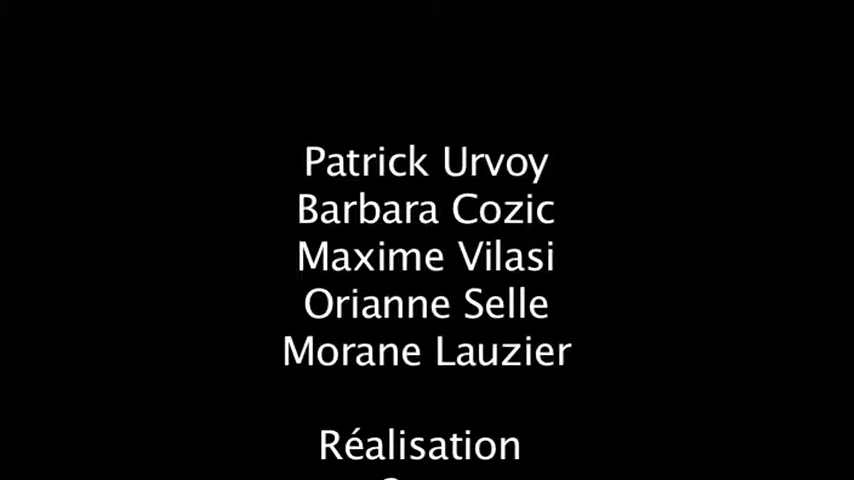 Patrick Urvoy
Barbara Cozic
Maxime Vilasi
Orianne Selle
Morane Lauzier
Réalisation